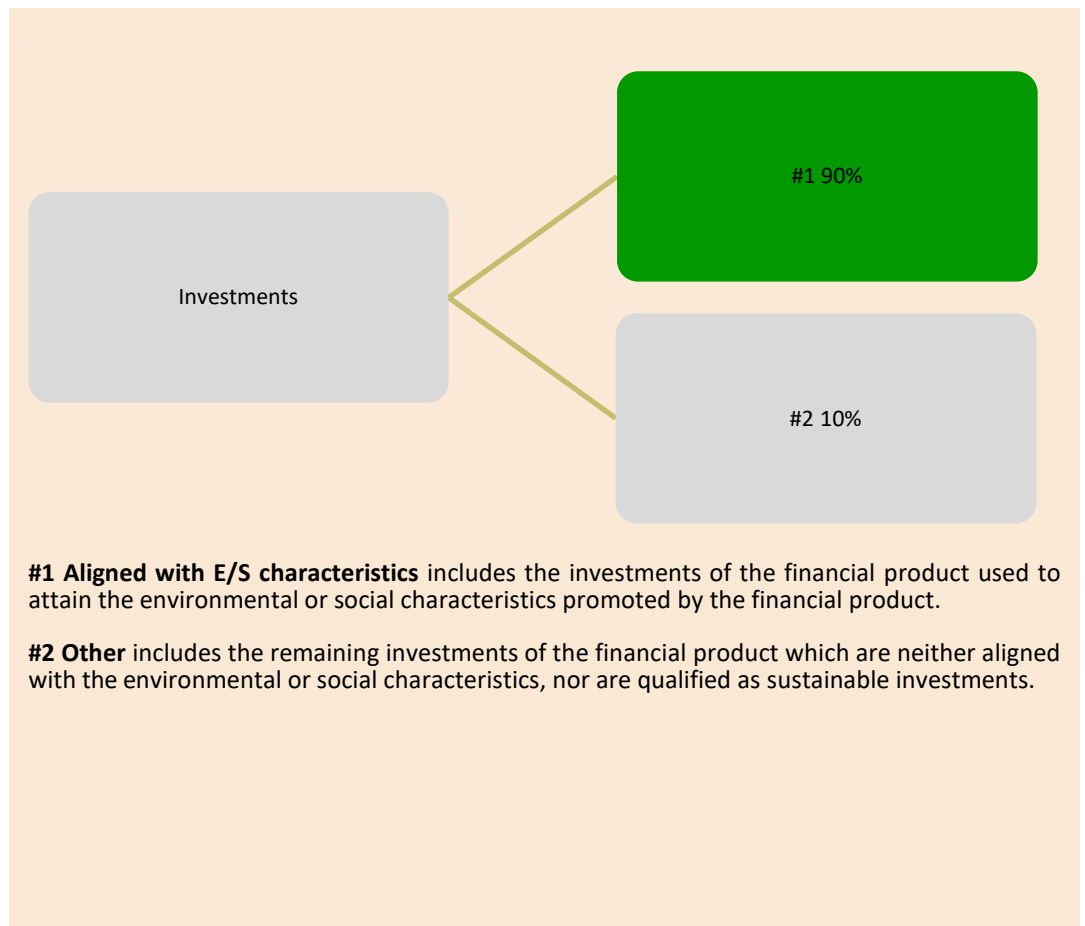 #1 90%
Investments
#2 10%
#1 Aligned with E/S characteristics includes the investments of the financial product used to
attain the environmental or social characteristics promoted by the financial product.
#2 Other includes the remaining investments of the financial product which are neither aligned
with the environmental or social characteristics, nor are qualified as sustainable investments.